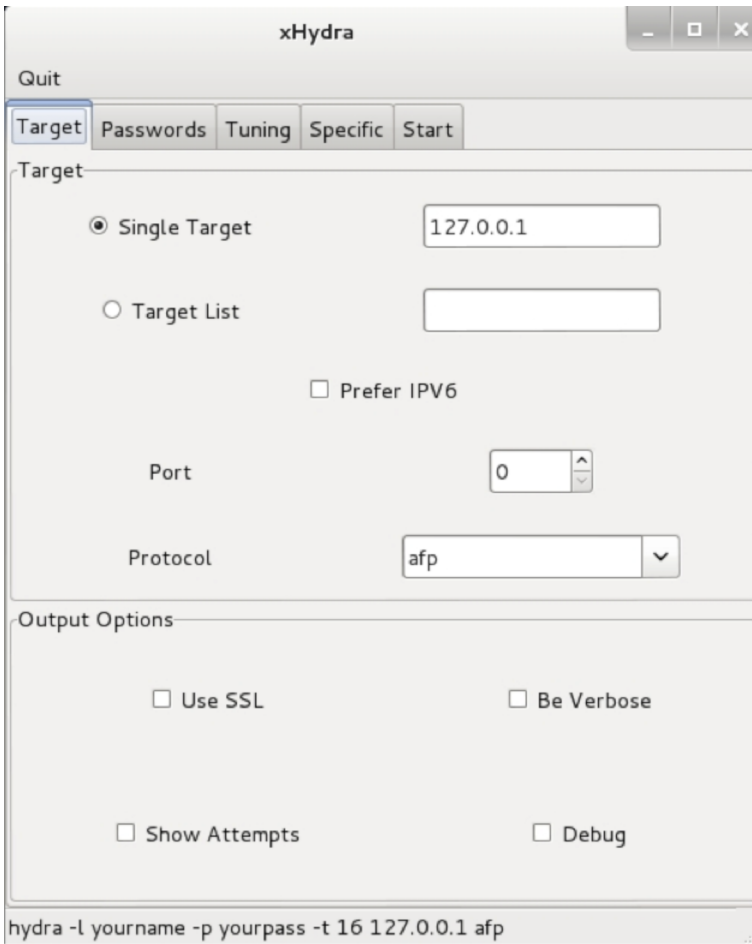 xHydra
Quit
Target Passwords Tuning Specific Start
Target
Single Target 127.0.0.1
Target List
Prefer IPV6
Port 0
Protocol afp
Output Options
Use SSL Be Verbose
Show Attempts Debug
hydra -l yourname -p yourpass -t 16 127.0.0.1 afp